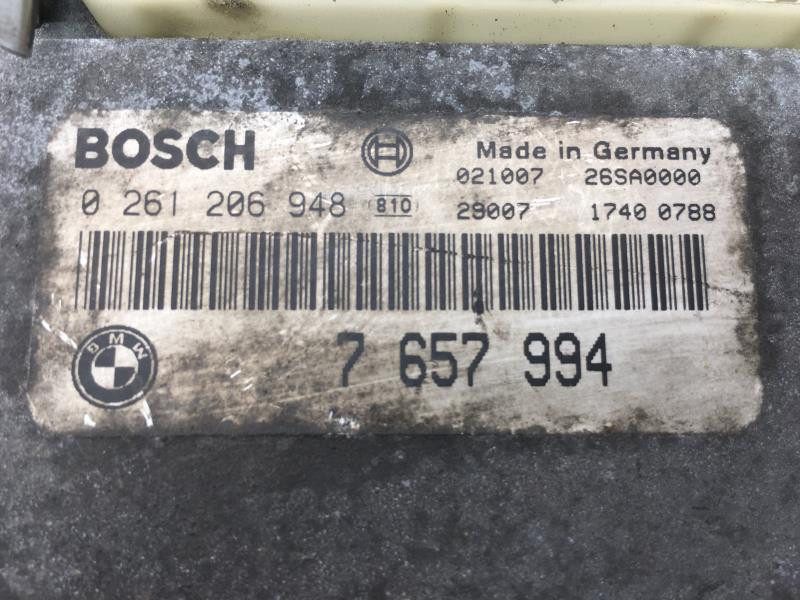 BOSCH
Made in Germany
021007 26SA0000
0 261 206 948 810
29007 1740 0788
BMW
7 657 994